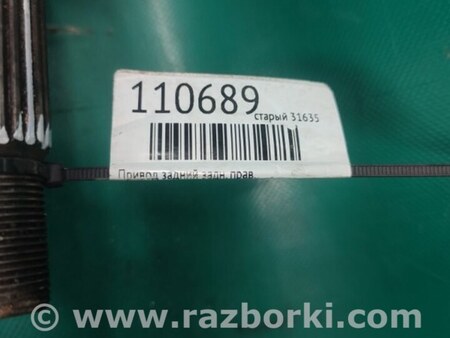 110689
старый 31635
Привод задний задн. прав.
© www.razborki.com